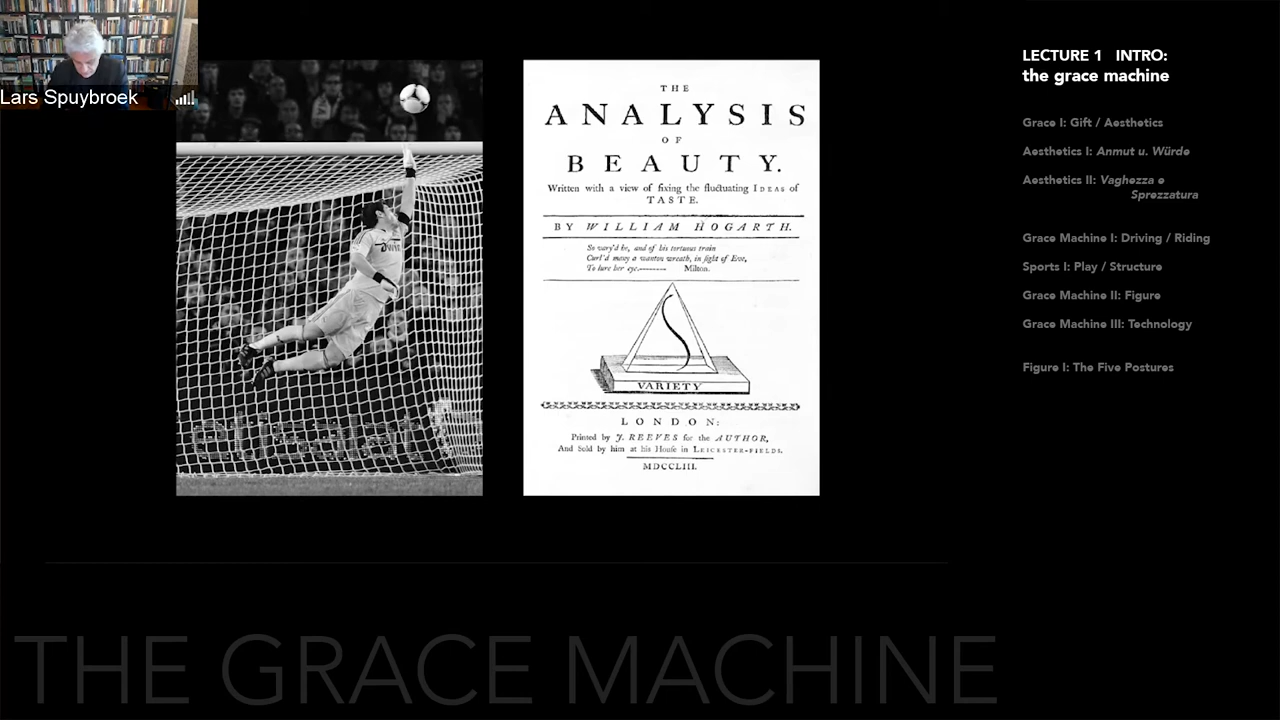 Lars Spuybroek
THE
ANALYSIS
OF
BEAUTY.
Written with a view of fixing the fluctuating IDEAS of
TASTE.
BY WILLIAM HOGARTH.
So vary'd he, and of his tortuous train
Curl'd many a wanton wreath, in sight of Eve,
To lure her eye.-------- Milton.
VARIETY
LONDON:
Printed by J. REEVES for the AUTHOR,
And Sold by him at his House in LEICESTER-FIELDS.
MDCCLIII.
LECTURE 1 INTRO:
the grace machine
Grace I: Gift / Aesthetics
Aesthetics I: Anmut u. Würde
Aesthetics II: Vaghezza e
Sprezzatura
Grace Machine I: Driving / Riding
Sports I: Play / Structure
Grace Machine II: Figure
Grace Machine III: Technology
Figure I: The Five Postures
THE GRACE MACHINE